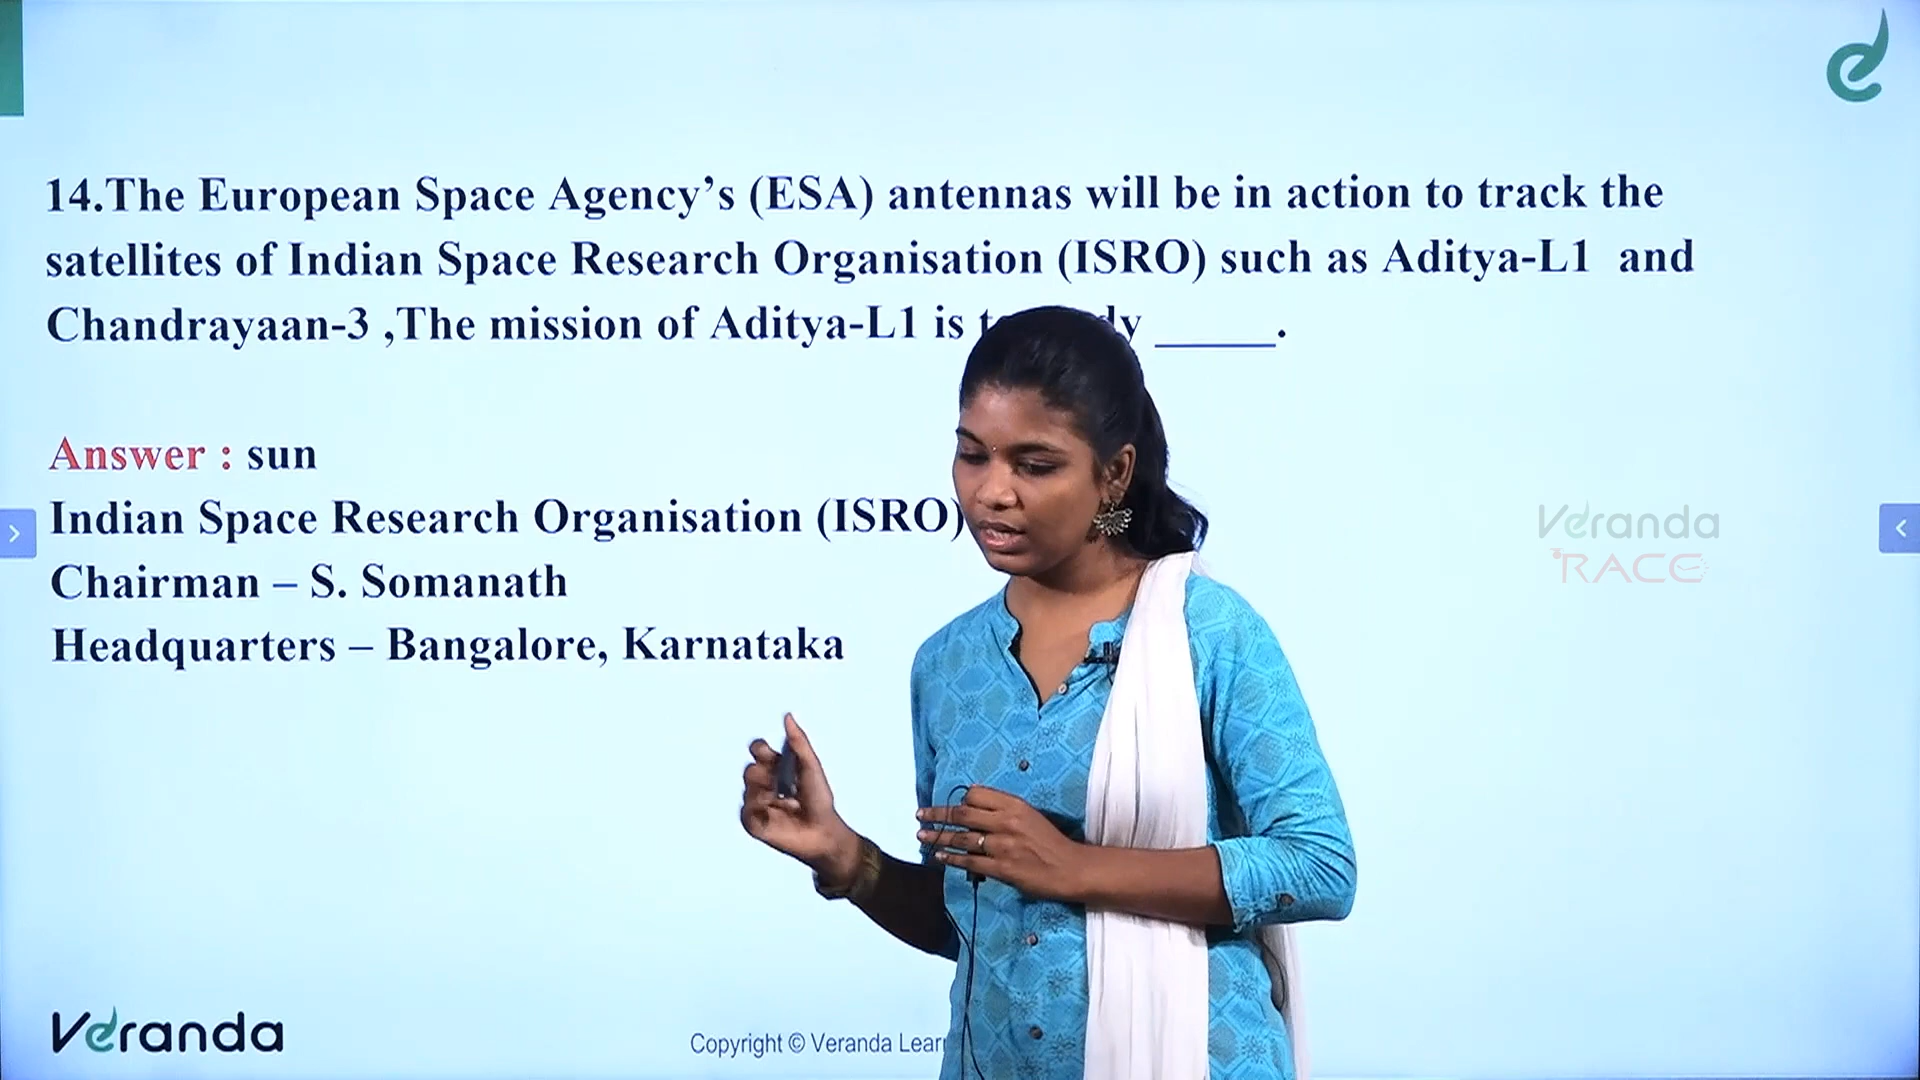 14.The European Space Agency’s (ESA) antennas will be in action to track the
satellites of Indian Space Research Organisation (ISRO) such as Aditya-L1 and
Chandrayaan-3 ,The mission of Aditya-L1 is _____.
Answer : sun
Indian Space Research Organisation (ISRO)
Chairman – S. Somanath
Headquarters – Bangalore, Karnataka
Veranda
RACE
Veranda
Copyright © Veranda